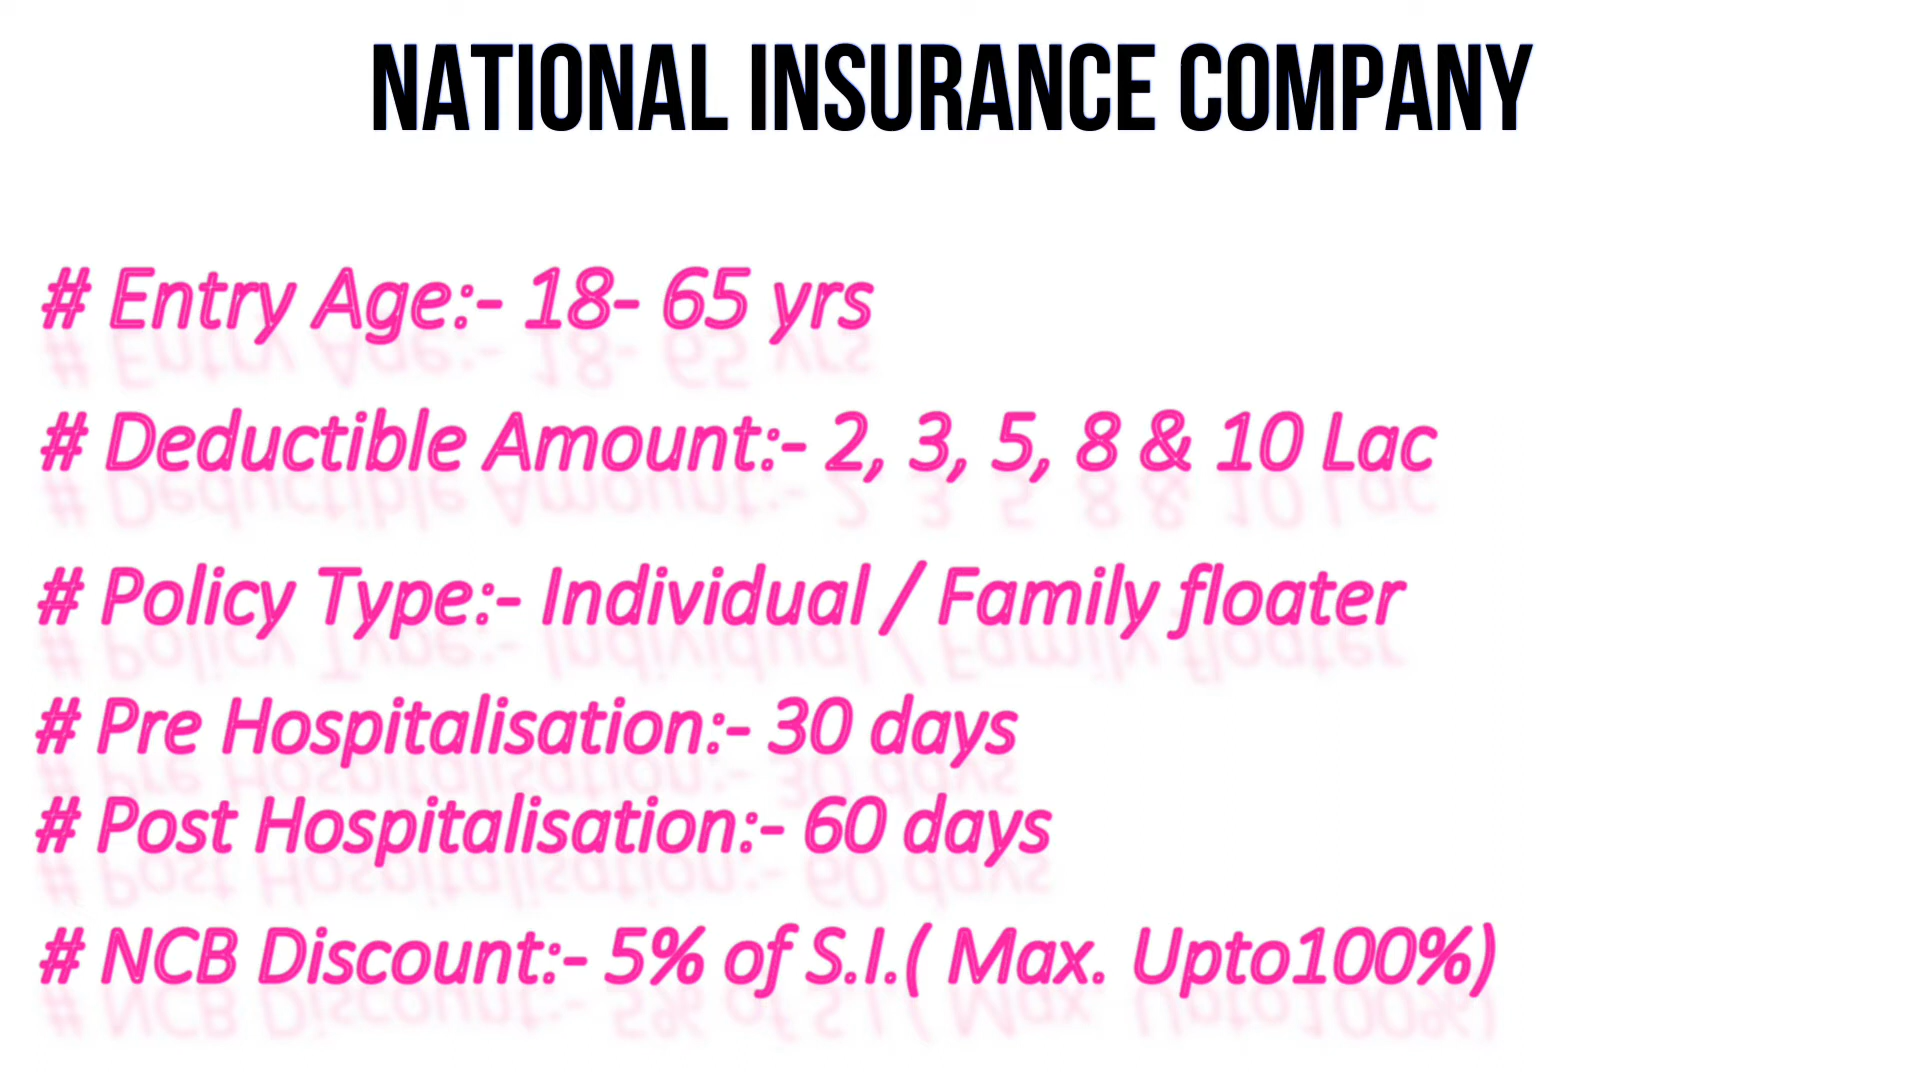 NATIONAL INSURANCE COMPANY
# Entry Age:- 18- 65 yrs
# Deductible Amount:- 2, 3, 5, 8 & 10 Lac
# Policy Type:- Individual / Family floater
# Pre Hospitalisation:- 30 days
# Post Hospitalisation:- 60 days
# NCB Discount:- 5% of S.I.( Max. Upto100%)